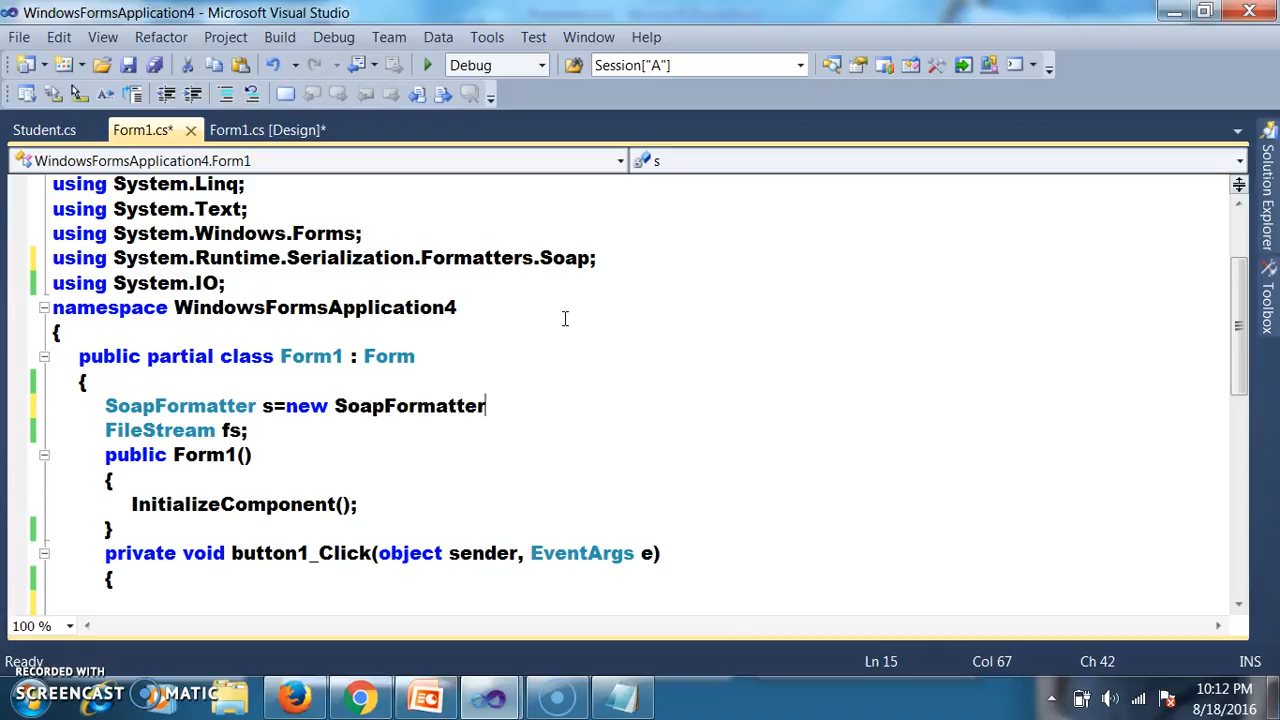 WindowsFormsApplication4 - Microsoft Visual Studio
File Edit View Refactor Project Build Debug Team Data Tools Test Window Help
Debug Session["A"]
Student.cs Form1.cs* Form1.cs [Design]*
WindowsFormsApplication4.Form1 s
using System.Linq;
using System.Text;
using System.Windows.Forms;
using System.Runtime.Serialization.Formatters.Soap;
using System.IO;
namespace WindowsFormsApplication4
{
public partial class Form1 : Form
{
SoapFormatter s=new SoapFormatter
FileStream fs;
public Form1()
{
InitializeComponent();
}
private void button1_Click(object sender, EventArgs e)
{
100 %
Ready Ln 15 Col 67 Ch 42 INS
RECORDED WITH
SCREENCAST MATIC
10:12 PM
8/18/2016
Solution Explorer
Toolbox